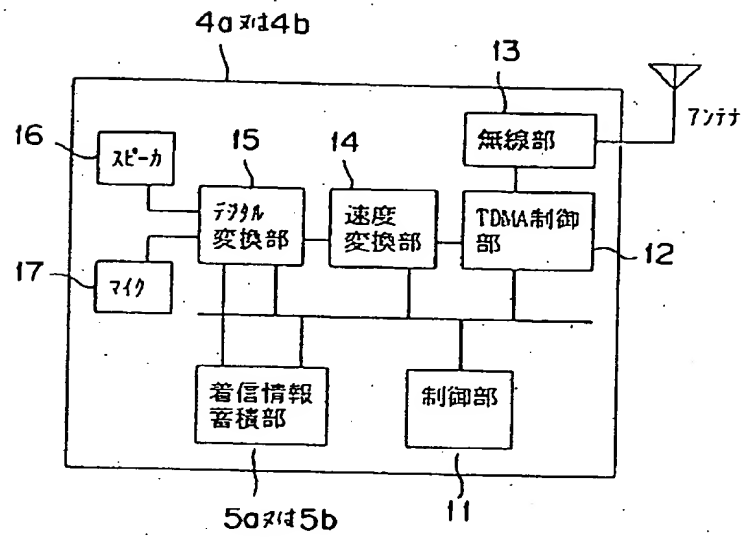 4a又は4b
13
アンテナ
16
スピーカ
15
14
無線部
デジタル
変換部
速度
変換部
TDMA制御
部
12
17
マイク
着信情報
蓄積部
制御部
5a又は5b
11